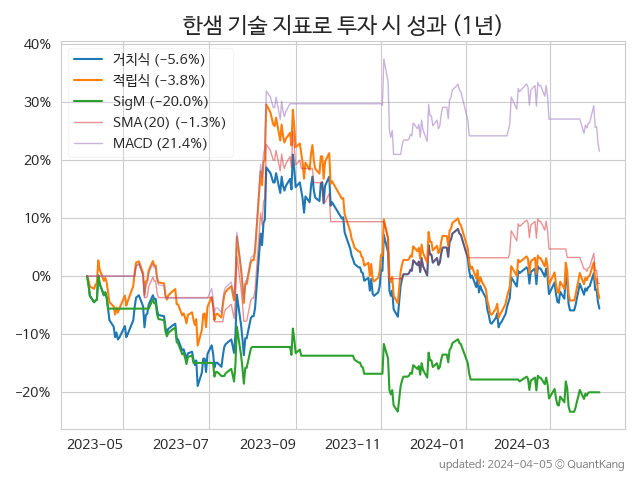 한샘 기술 지표로 투자 시 성과 (1년)
40%
30%
20%
10%
0%
−10%
−20%
거치식 (−5.6%)
적립식 (−3.8%)
SigM (−20.0%)
SMA(20) (−1.3%)
MACD (21.4%)
2023-05 2023-07 2023-09 2023-11 2024-01 2024-03
updated: 2024-04-05 © QuantKang